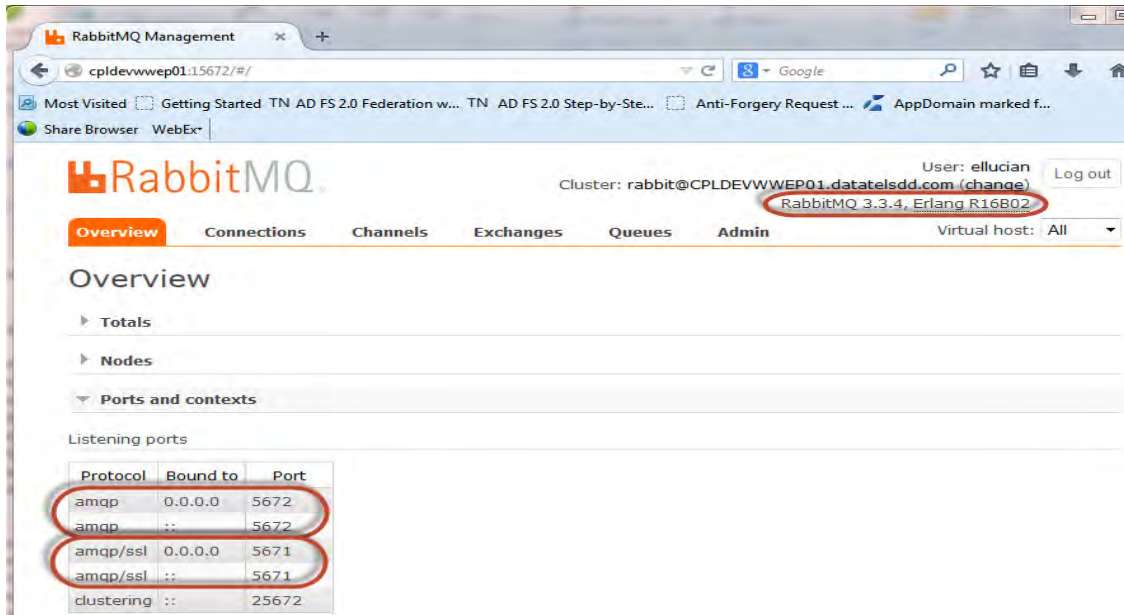 RabbitMQ Management
cpldevwwep01:15672/#/
Google
Most Visited Getting Started TN AD FS 2.0 Federation w... TN AD FS 2.0 Step-by-Ste... Anti-Forgery Request ... AppDomain marked f...
Share Browser WebEx
RabbitMQ
User: ellucian
Log out
Cluster: rabbit@CPLDEVWWEP01.datatelsdd.com (change)
RabbitMQ 3.3.4, Erlang R16B02
Overview Connections Channels Exchanges Queues Admin Virtual host: All
Overview
Totals
Nodes
Ports and contexts
Listening ports
Protocol Bound to Port
amqp 0.0.0.0 5672
amqp :: 5672
amqp/ssl 0.0.0.0 5671
amqp/ssl :: 5671
clustering :: 25672